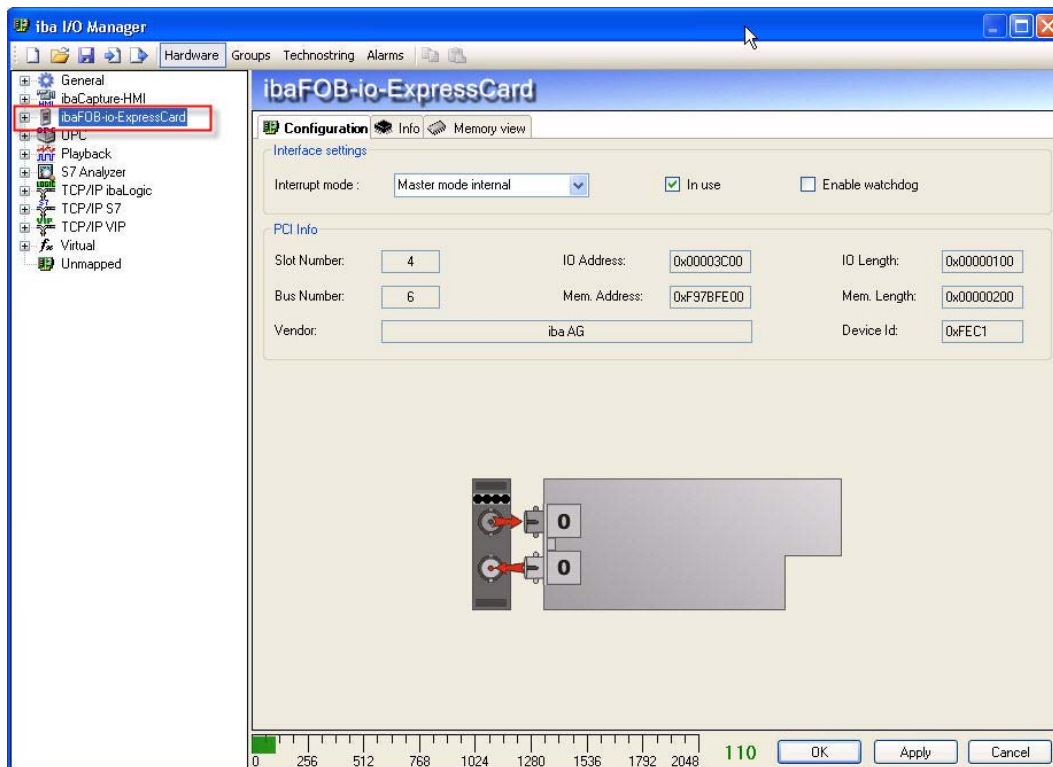 iba I/O Manager
Hardware Groups Technostring Alarms
General
ibaCapture-HMI
ibaFOB-io-ExpressCard
OPC
Playback
S7 Analyzer
TCP/IP ibaLogic
TCP/IP S7
TCP/IP VIP
Virtual
Unmapped
ibaFOB-io-ExpressCard
Configuration Info Memory view
Interface settings
Interrupt mode : Master mode internal In use Enable watchdog
PCI Info
Slot Number: 4 IO Address: 0x00003C00 IO Length: 0x00000100
Bus Number: 6 Mem. Address: 0xF97BFE00 Mem. Length: 0x00000200
Vendor: iba AG Device Id: 0xFEC1
0
0
0 256 512 768 1024 1280 1536 1792 2048 110 OK Apply Cancel